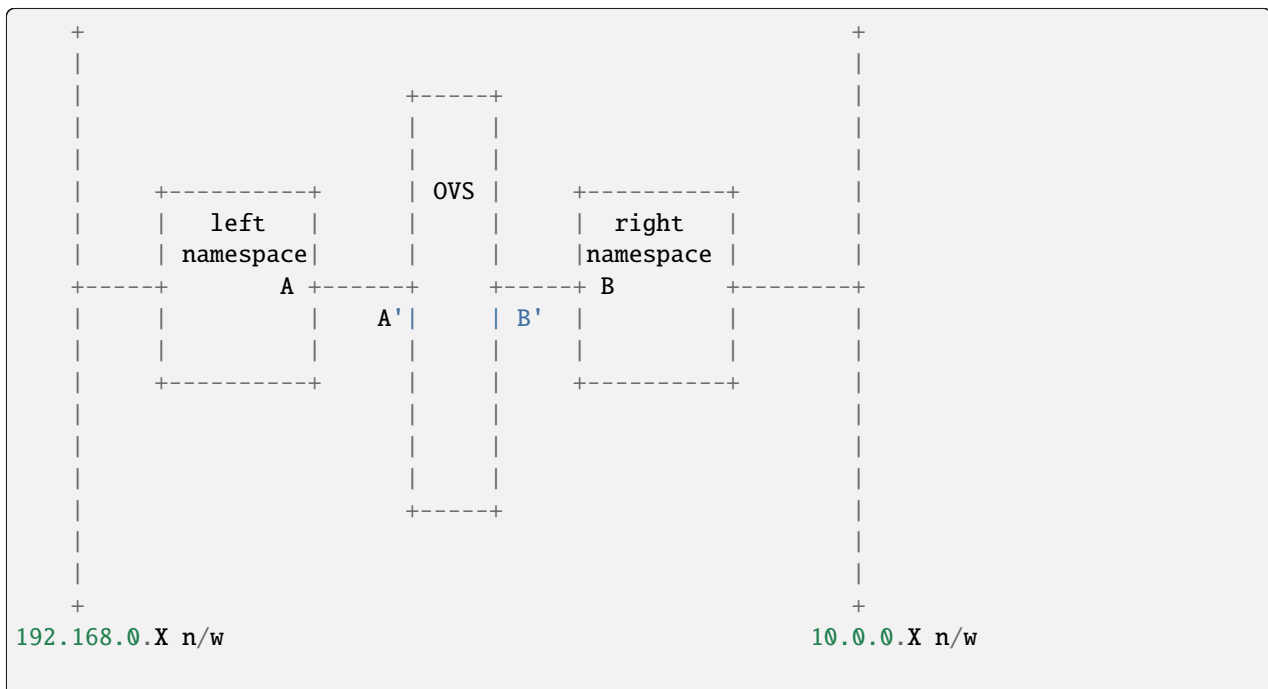 OVS
left right
namespace namespace
A B
A' B'
192.168.0.X n/w 10.0.0.X n/w